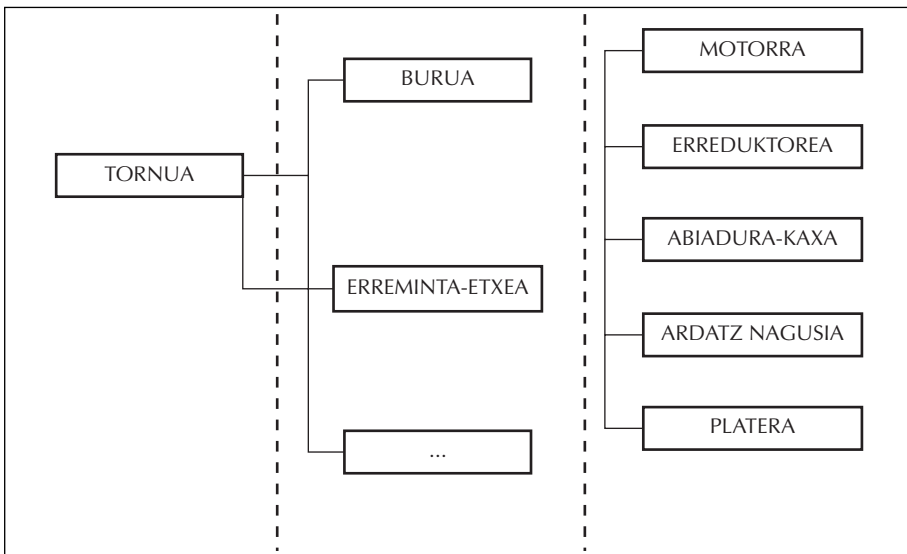 TORNUA
BURUA
ERREMINTA-ETXEA
...
MOTORRA
ERREDUKTOREA
ABIADURA-KAXA
ARDATZ NAGUSIA
PLATERA